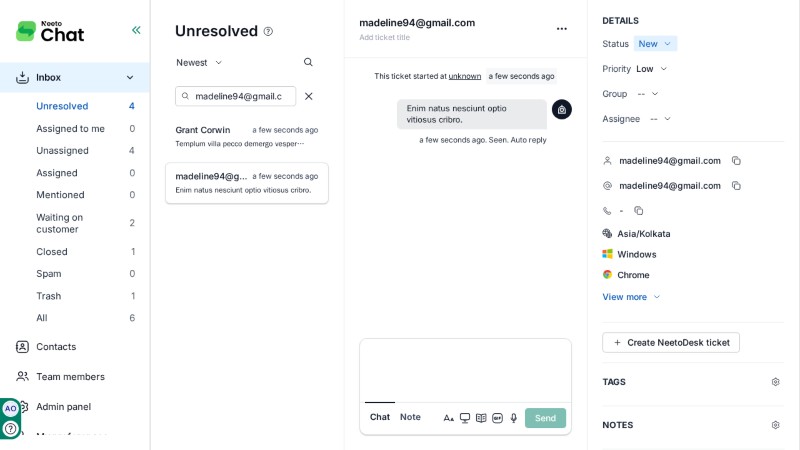 Neeto
Chat
Inbox
Unresolved 4
Assigned to me 0
Unassigned 4
Assigned 0
Mentioned 0
Waiting on
customer 2
Closed 1
Spam 0
Trash 1
All 6
Contacts
Team members
AO
Admin panel
Unresolved
Newest
madeline94@gmail.c
Grant Corwin a few seconds ago
Templum villa pecco demergo vesper···
madeline94@g... a few seconds ago
Enim natus nesciunt optio vitiosus cribro.
madeline94@gmail.com
Add ticket title
This ticket started at unknown a few seconds ago
Enim natus nesciunt optio
vitiosus cribro.
a few seconds ago. Seen. Auto reply
Chat Note
GIF
Send
DETAILS
Status New
Priority Low
Group --
Assignee --
madeline94@gmail.com
madeline94@gmail.com
-
Asia/Kolkata
Windows
Chrome
View more
+ Create NeetoDesk ticket
TAGS
NOTES